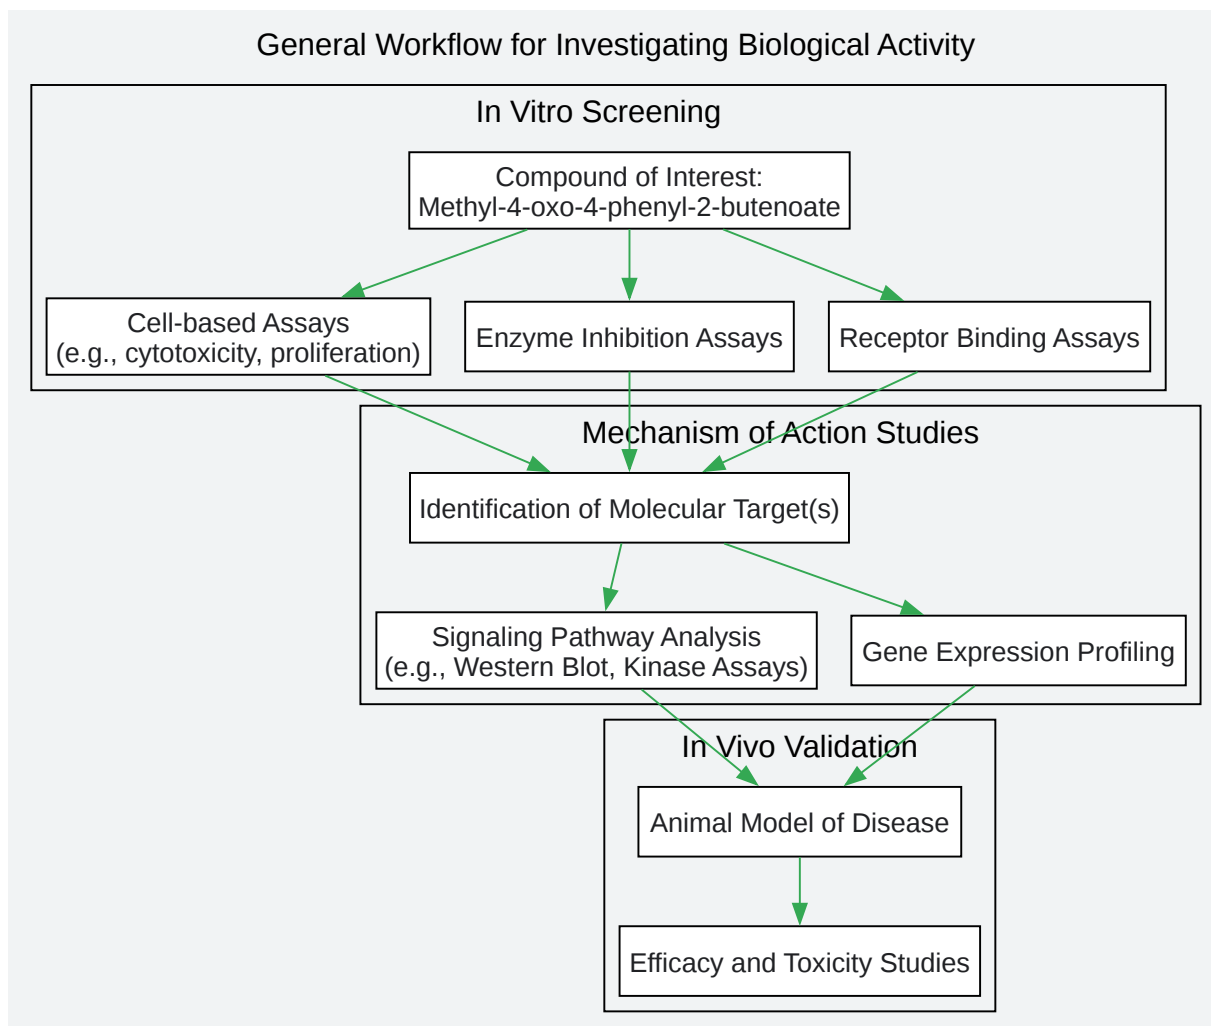 General Workflow for Investigating Biological Activity
In Vitro Screening
Compound of Interest:
Methyl-4-oxo-4-phenyl-2-butenoate
Cell-based Assays
(e.g., cytotoxicity, proliferation)
Enzyme Inhibition Assays
Receptor Binding Assays
Mechanism of Action Studies
Identification of Molecular Target(s)
Signaling Pathway Analysis
(e.g., Western Blot, Kinase Assays)
Gene Expression Profiling
In Vivo Validation
Animal Model of Disease
Efficacy and Toxicity Studies